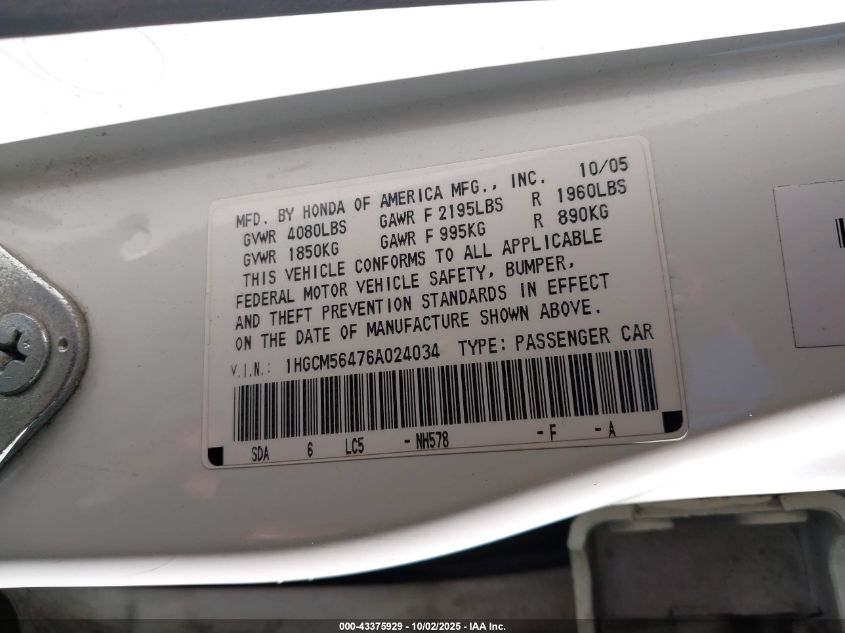 MFD. BY HONDA OF AMERICA MFG., INC. 10/05
GVWR 4080LBS GAWR F 2195LBS R 1960LBS
GVWR 1850KG GAWR F 995KG R 890KG
THIS VEHICLE CONFORMS TO ALL APPLICABLE
FEDERAL MOTOR VEHICLE SAFETY, BUMPER,
AND THEFT PREVENTION STANDARDS IN EFFECT
ON THE DATE OF MANUFACTURE SHOWN ABOVE.
V.I.N.: 1HGCM56476A024034 TYPE: PASSENGER CAR
SDA 6 LC5 -NH578 -F -A
000-43375929 - 10/02/2025 - IAA Inc.